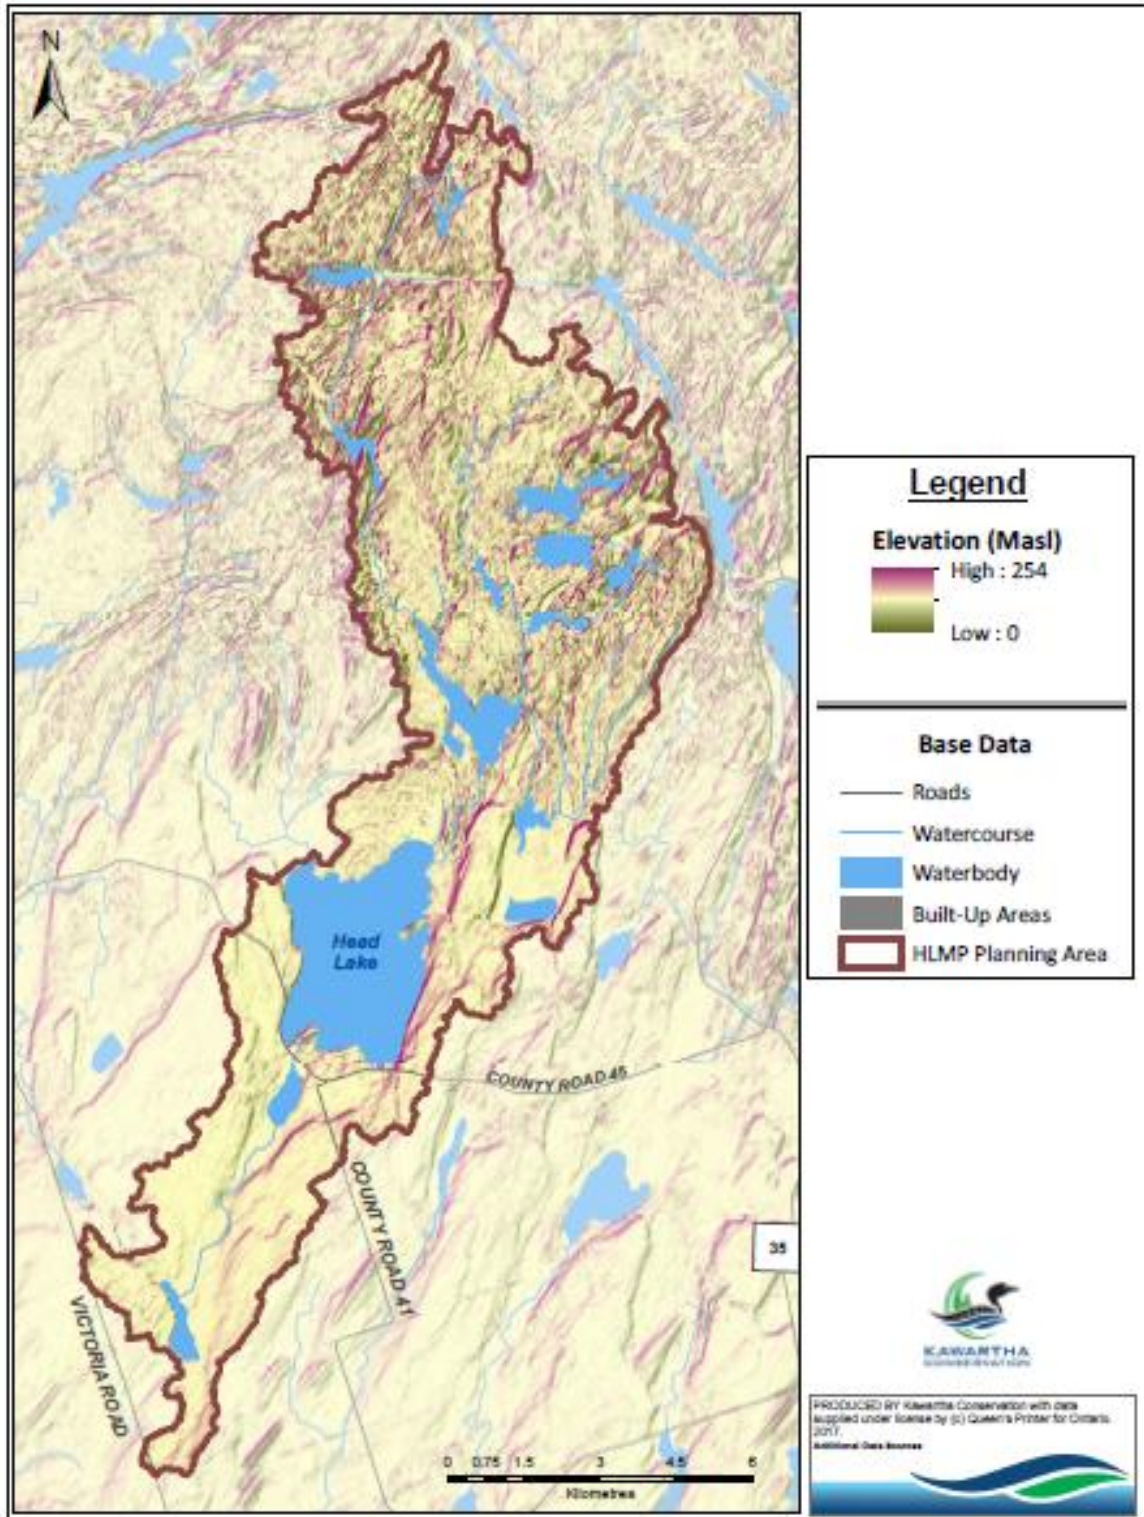 N
Head
Lake
COUNTY ROAD 45
COUNTY ROAD 41
VICTORIA ROAD
35
0 0.75 1.5 3 4.5 6
Kilometres
Legend
Elevation (Masl)
High : 254
Low : 0
Base Data
Roads
Watercourse
Waterbody
Built-Up Areas
HLMP Planning Area
KAWARTHA
CONSERVATION
PRODUCED BY Kawartha Conservation with data
supplied under license by (c) Queen's Printer for Ontario,
2017.
Additional Data Sources